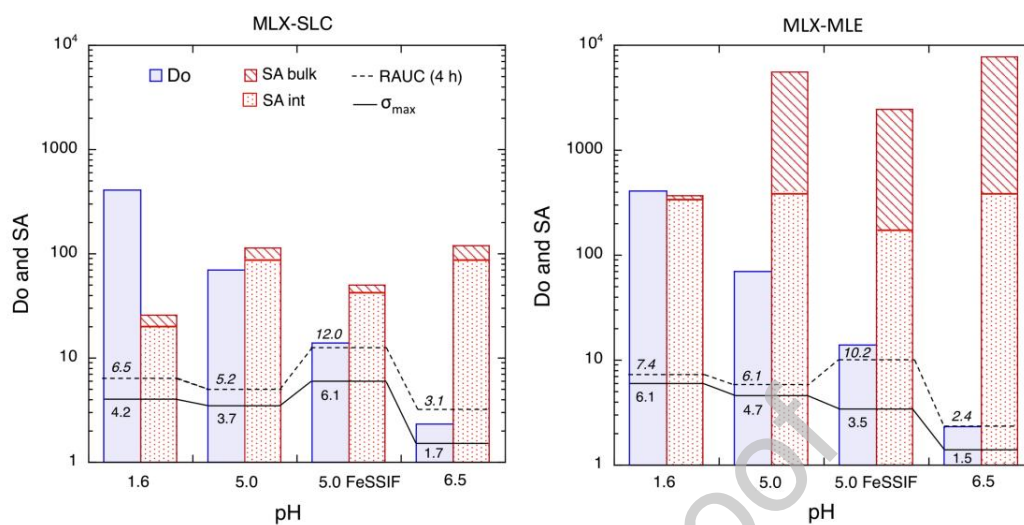 MLX-SLC
Do and SA
10⁴
1000
100
10
1
Do
SA bulk
SA int
RAUC (4 h)
σmax
6.5
4.2
5.2
3.7
12.0
6.1
3.1
1.7
1.6
5.0
5.0 FeSSIF
6.5
pH
MLX-MLE
Do and SA
10⁴
1000
100
10
1
7.4
6.1
6.1
4.7
10.2
3.5
2.4
1.5
1.6
5.0
5.0 FeSSIF
6.5
pH
oof